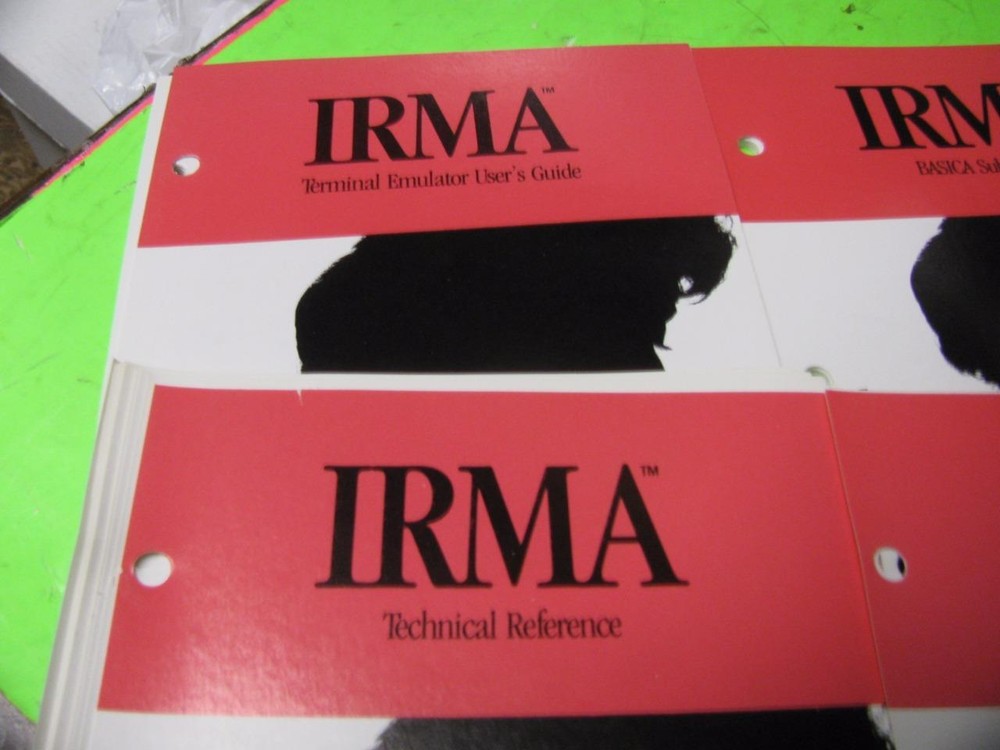 IRMA™
Terminal Emulator User's Guide
IRM
BASICA
IRMA™
Technical Reference